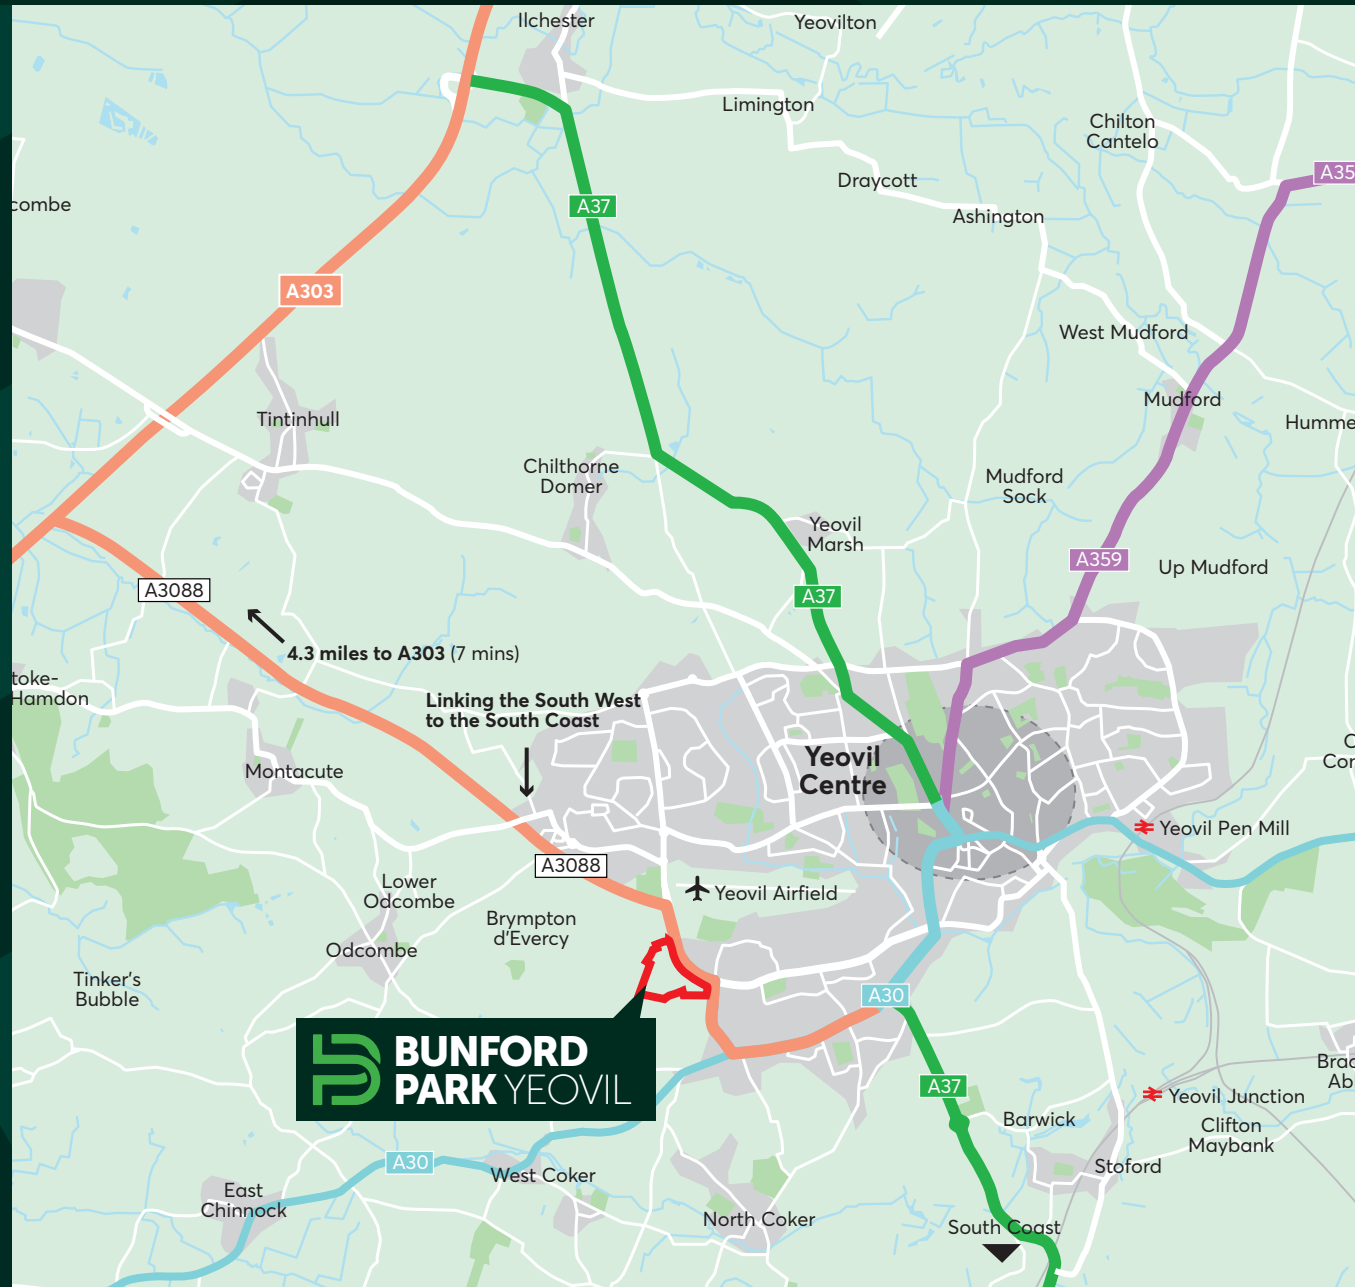 Ilchester
Yeovilton
Limington
Chilton
Cantelo
A35
Draycott
combe
A37
Ashington
A303
West Mudford
Mudford
Tintinhull
Humme
Chilthorne
Domer
Mudford
Sock
Yeovil
Marsh
A359
Up Mudford
A3088
A37
4.3 miles to A303 (7 mins)
toke-
Hamdon
Linking the South West
to the South Coast
Yeovil
Centre
C
Cor
Montacute
Yeovil Pen Mill
A3088
Lower
Odcombe
Yeovil Airfield
Brympton
d'Evercy
Odcombe
Tinker's
Bubble
A30
BUNFORD
PARK YEOVIL
Brad
Ab
A37
Yeovil Junction
Barwick
Clifton
Maybank
A30
West Coker
Stoford
East
Chinnock
North Coker
South Coast